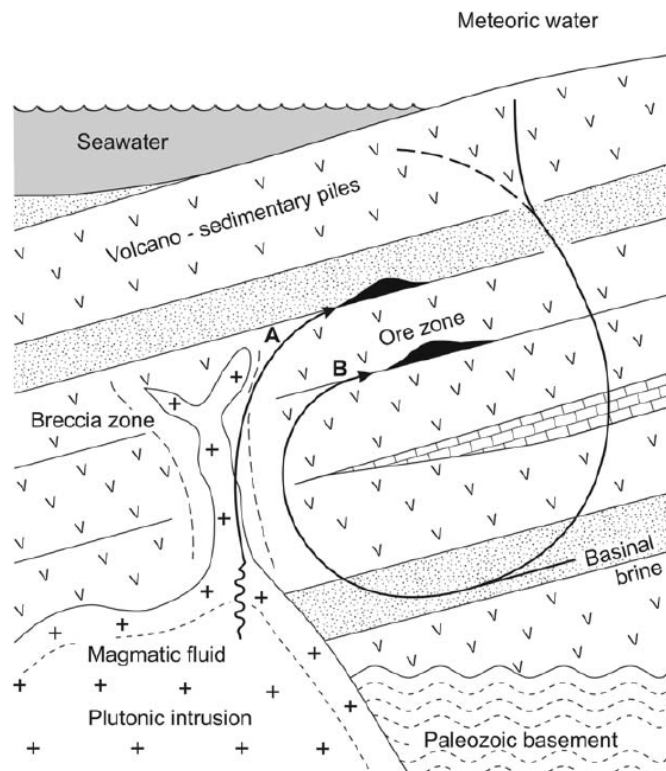 Meteoric water
Seawater
Volcano - sedimentary piles
A
Ore zone
B
Breccia zone
Basinal
brine
Magmatic fluid
Plutonic intrusion
Paleozoic basement